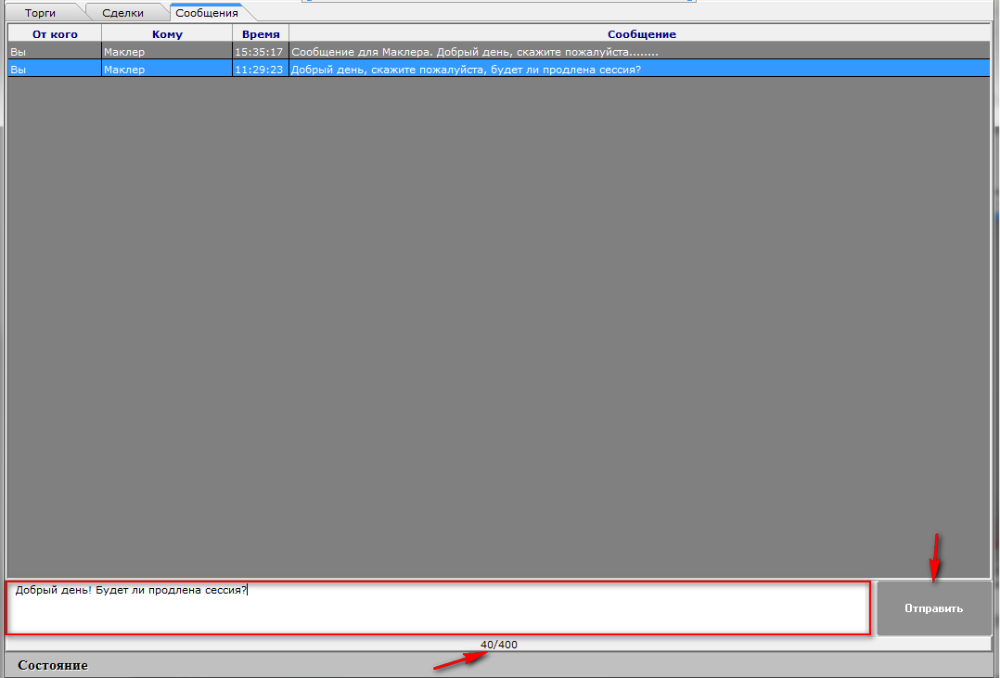 Торги Сделки Сообщения
От кого Кому Время Сообщение
Вы Маклер 15:35:17 Сообщение для Маклера. Добрый день, скажите пожалуйста........
Вы Маклер 11:29:23 Добрый день, скажите пожалуйста, будет ли продлена сессия?
Добрый день! Будет ли продлена сессия?
Отправить
40/400
Состояние